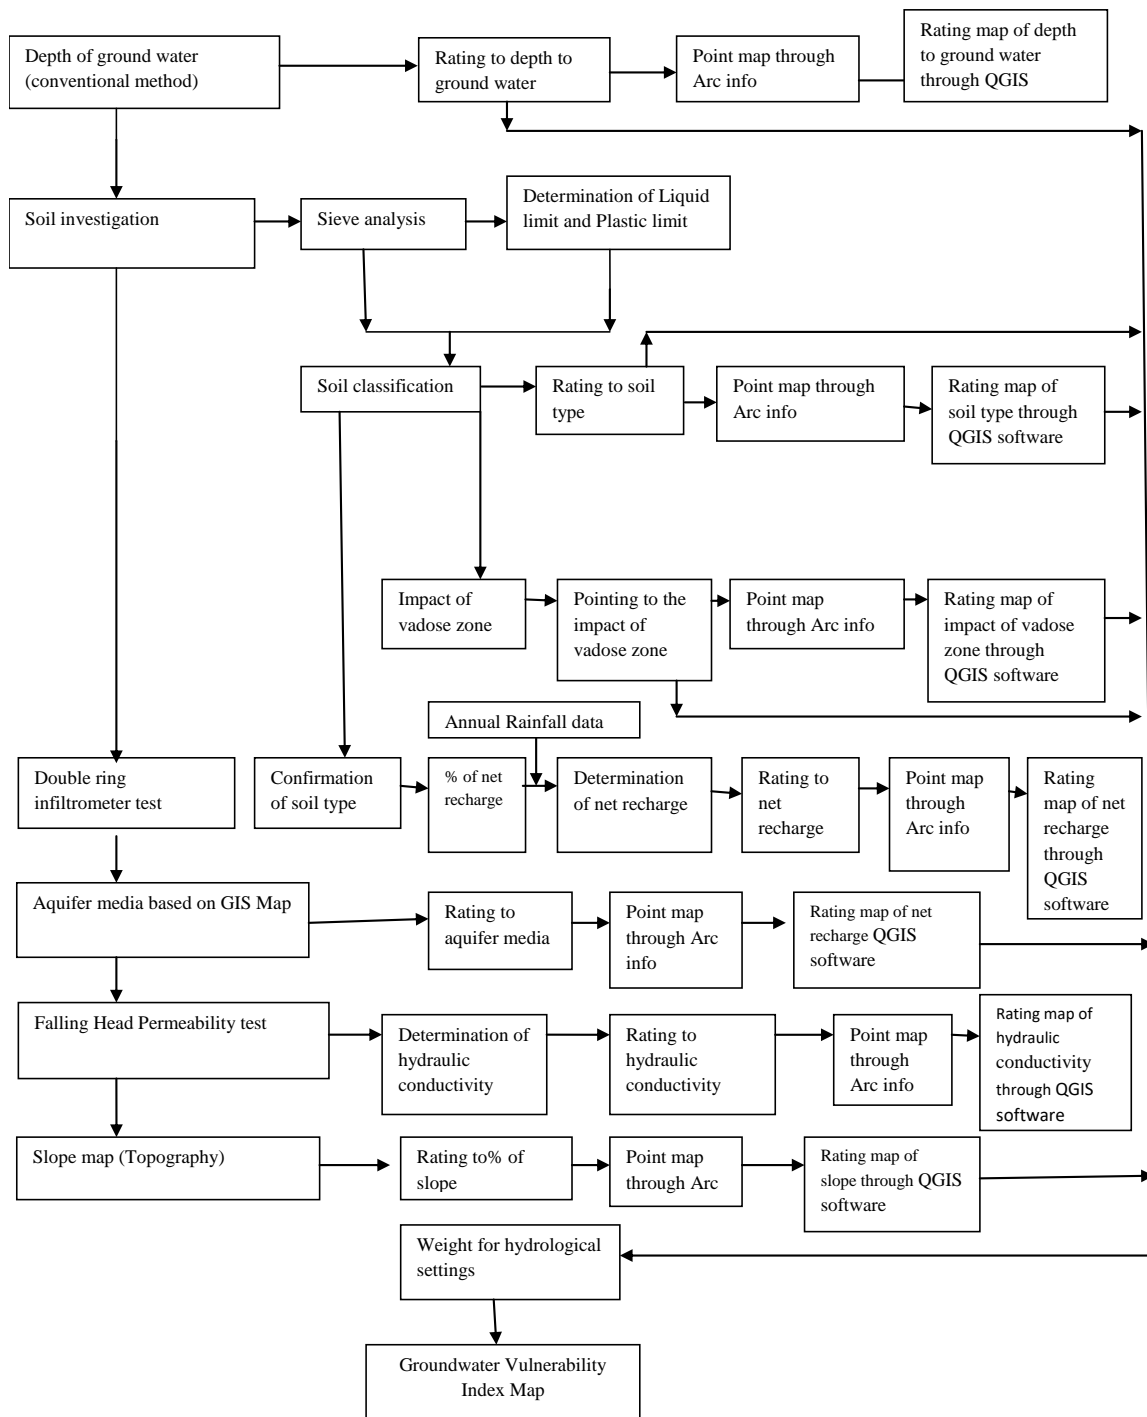 Depth of ground water
(conventional method)
Rating to depth to
ground water
Point map through
Arc info
Rating map of depth
to ground water
through QGIS
Soil investigation
Sieve analysis
Determination of Liquid
limit and Plastic limit
Soil classification
Rating to soil
type
Point map through
Arc info
Rating map of
soil type through
QGIS software
Impact of
vadose zone
Pointing to the
impact of
vadose zone
Point map
through Arc info
Rating map of
impact of vadose
zone through
QGIS software
Annual Rainfall data
Double ring
infiltrometer test
Confirmation
of soil type
% of net
recharge
Determination
of net recharge
Rating to
net
recharge
Point map
through
Arc info
Rating
map of net
recharge
through
QGIS
software
Aquifer media based on GIS Map
Rating to
aquifer media
Point map
through Arc
info
Rating map of net
recharge QGIS
software
Falling Head Permeability test
Determination of
hydraulic
conductivity
Rating to
hydraulic
conductivity
Point map
through
Arc info
Rating map of
hydraulic
conductivity
through QGIS
software
Slope map (Topography)
Rating to% of
slope
Point map
through Arc
Rating map of
slope through QGIS
software
Weight for hydrological
settings
Groundwater Vulnerability
Index Map